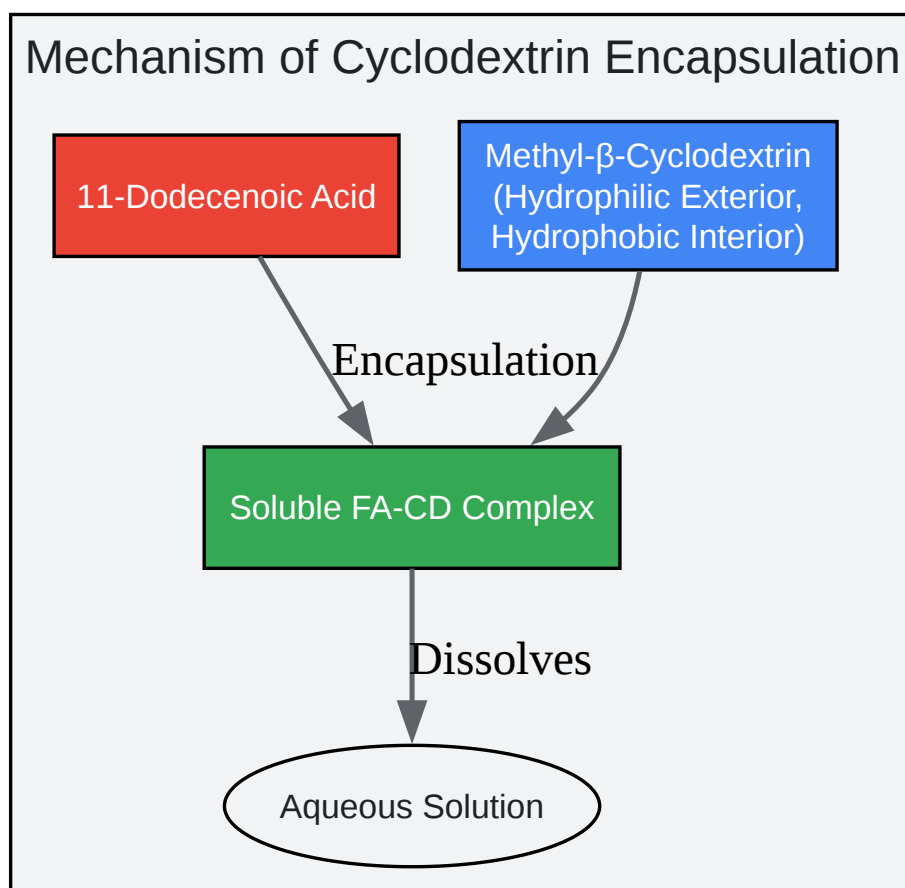 Mechanism of Cyclodextrin Encapsulation
11-Dodecenoic Acid
Methyl-β-Cyclodextrin
(Hydrophilic Exterior,
Hydrophobic Interior)
Encapsulation
Soluble FA-CD Complex
Dissolves
Aqueous Solution